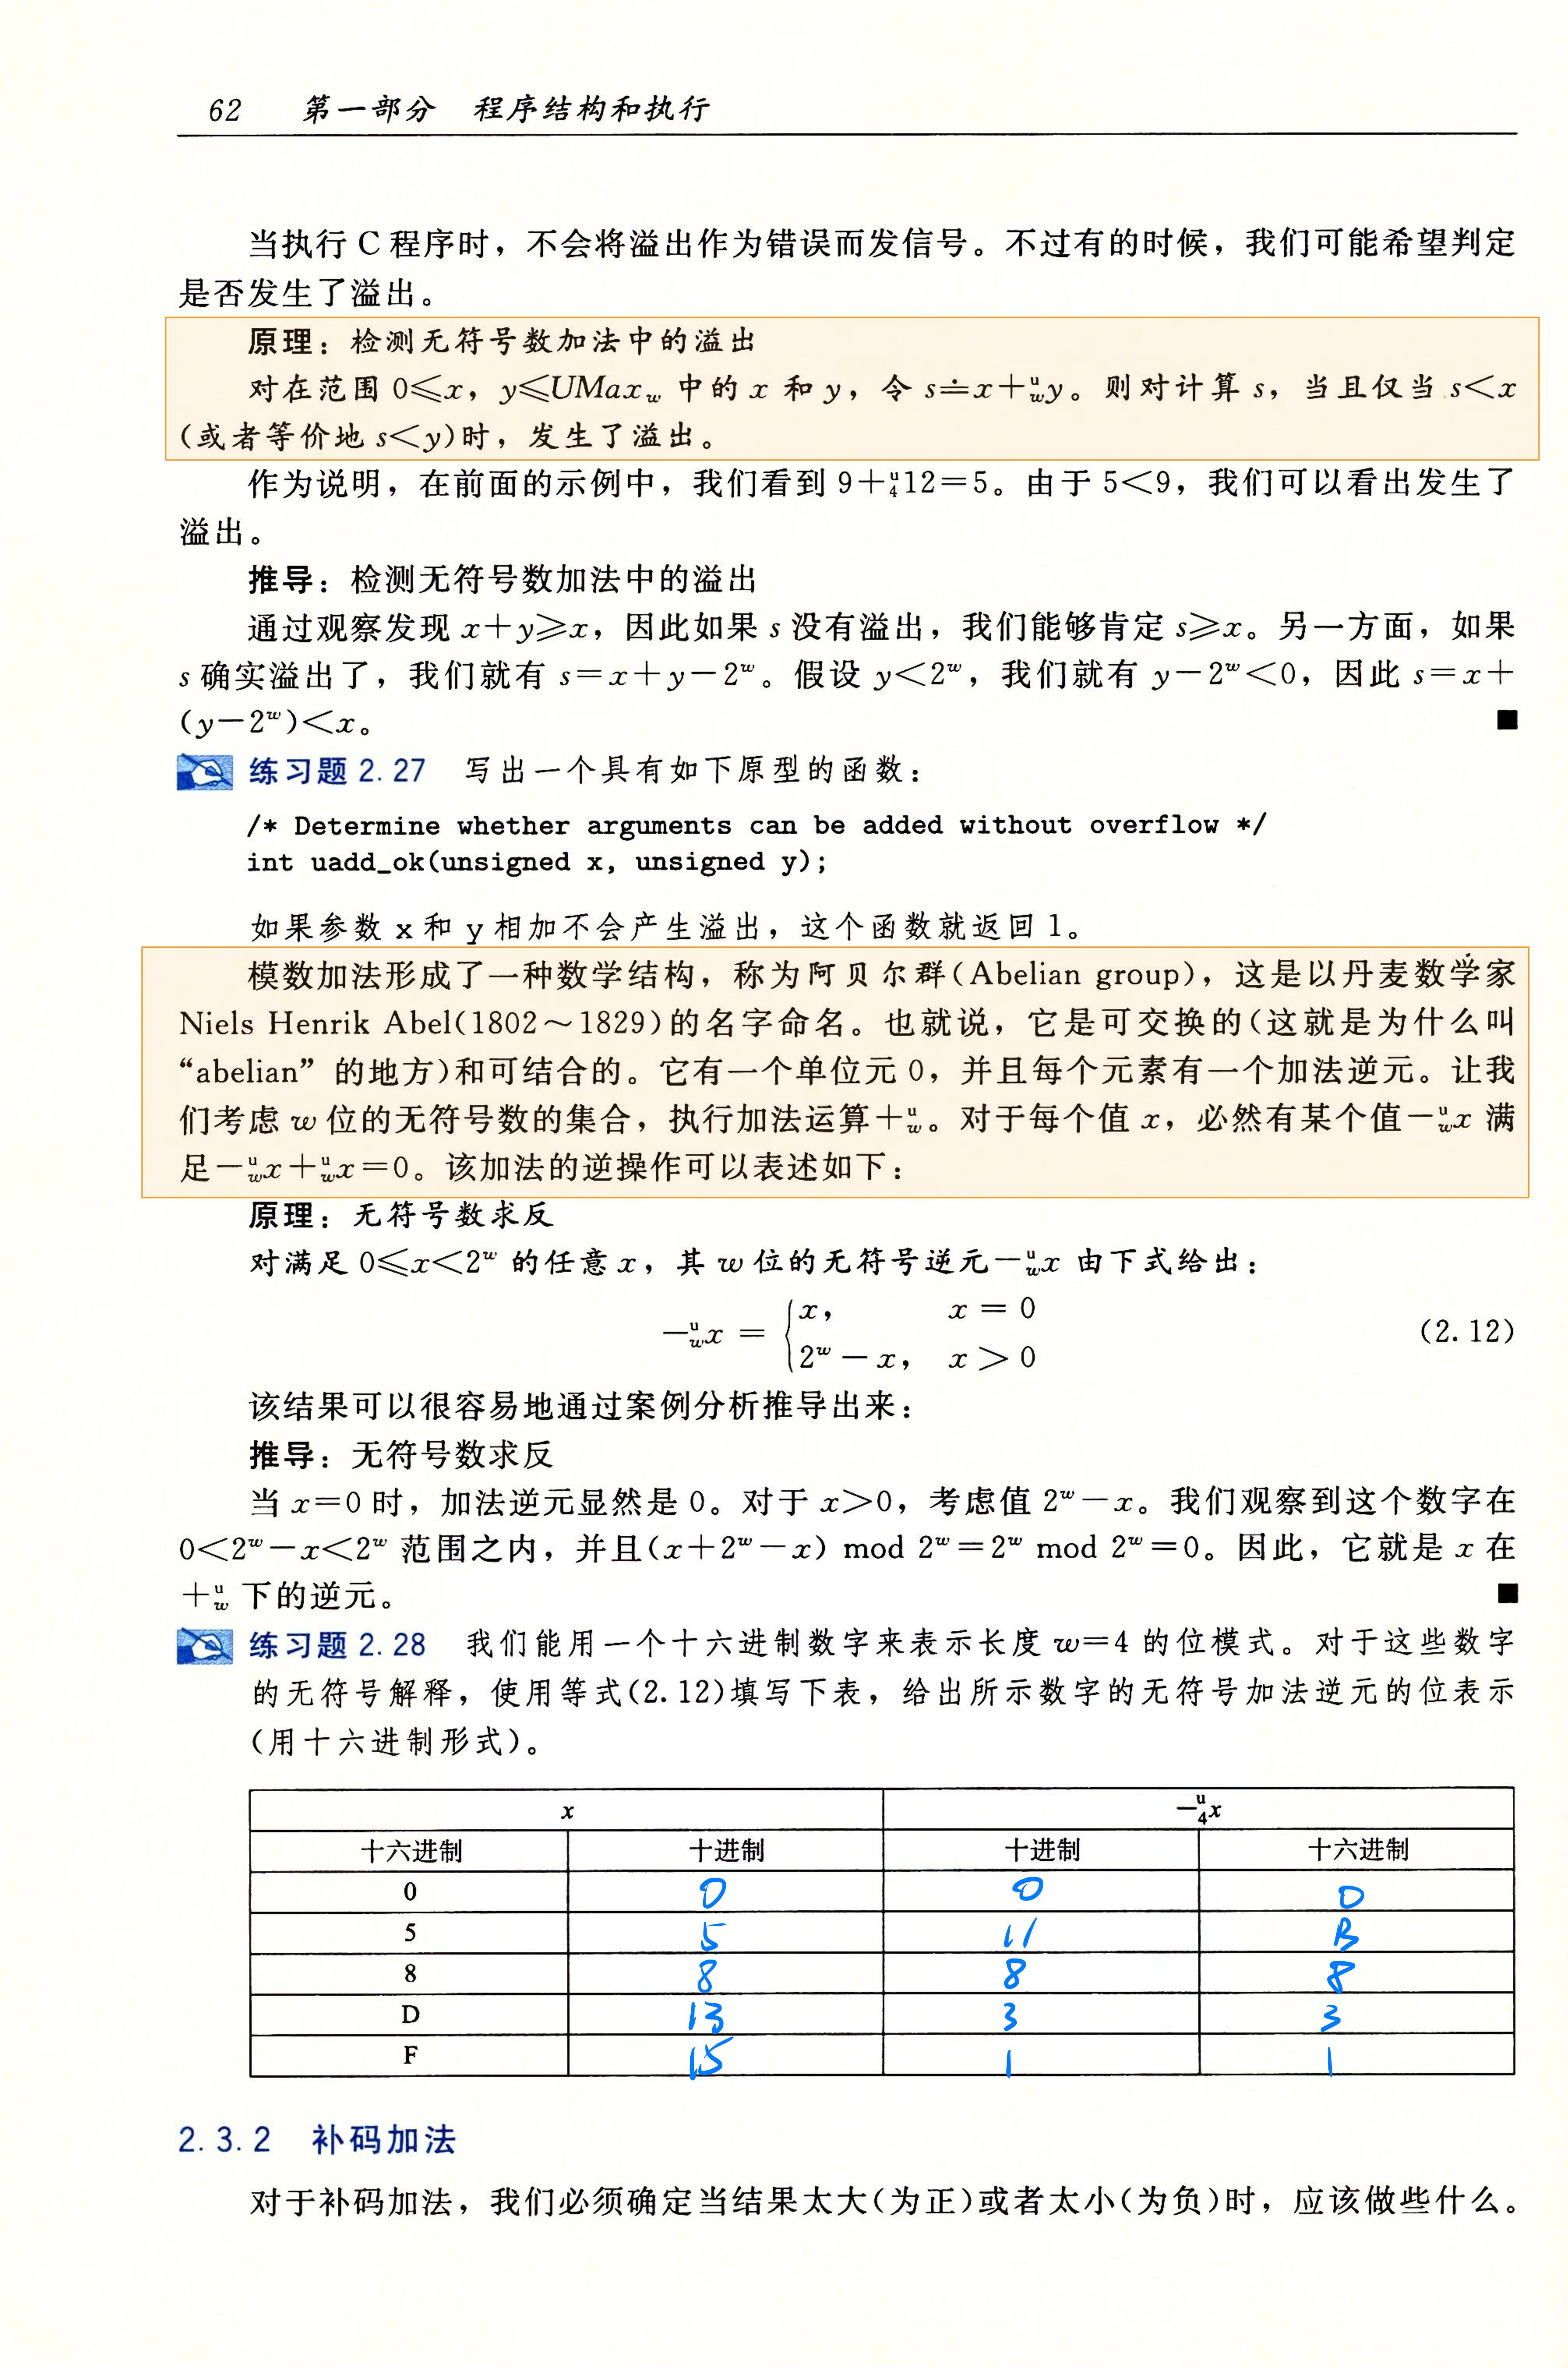 62 第一部分 程序结构和执行
当执行 C 程序时，不会将溢出作为错误而发信号。不过有的时候，我们可能希望判定
是否发生了溢出。
原理：检测无符号数加法中的溢出
对在范围 0≤x，y≤UMax_w 中的 x 和 y，令 s≐x+^u_w y。则对计算 s，当且仅当 s<x
(或者等价地 s<y)时，发生了溢出。
作为说明，在前面的示例中，我们看到 9+^u_4 12=5。由于 5<9，我们可以看出发生了
溢出。
推导：检测无符号数加法中的溢出
通过观察发现 x+y≥x，因此如果 s 没有溢出，我们能够肯定 s≥x。另一方面，如果
s 确实溢出了，我们就有 s=x+y-2^w。假设 y<2^w，我们就有 y-2^w<0，因此 s=x+
(y-2^w)<x。 ■
练习题 2.27 写出一个具有如下原型的函数：
/* Determine whether arguments can be added without overflow */
int uadd_ok(unsigned x, unsigned y);
如果参数 x 和 y 相加不会产生溢出，这个函数就返回 1。
模数加法形成了一种数学结构，称为阿贝尔群(Abelian group)，这是以丹麦数学家
Niels Henrik Abel(1802～1829)的名字命名。也就说，它是可交换的(这就是为什么叫
“abelian”的地方)和可结合的。它有一个单位元 0，并且每个元素有一个加法逆元。让我
们考虑 w 位的无符号数的集合，执行加法运算+^u_w。对于每个值 x，必然有某个值-^u_w x 满
足-^u_w x+^u_w x=0。该加法的逆操作可以表述如下：
原理：无符号数求反
对满足 0≤x<2^w 的任意 x，其 w 位的无符号逆元-^u_w x 由下式给出：
-^u_w x = { x, x = 0
2^w - x, x > 0 (2.12)
该结果可以很容易地通过案例分析推导出来：
推导：无符号数求反
当 x=0 时，加法逆元显然是 0。对于 x>0，考虑值 2^w-x。我们观察到这个数字在
0<2^w-x<2^w 范围之内，并且(x+2^w-x) mod 2^w=2^w mod 2^w=0。因此，它就是 x 在
+^u_w 下的逆元。 ■
练习题 2.28 我们能用一个十六进制数字来表示长度 w=4 的位模式。对于这些数字
的无符号解释，使用等式(2.12)填写下表，给出所示数字的无符号加法逆元的位表示
(用十六进制形式)。
x -^u_4 x
十六进制 十进制 十进制 十六进制
0 0 0 0
5 5 11 B
8 8 8 8
D 13 3 3
F 15 1 1
2.3.2 补码加法
对于补码加法，我们必须确定当结果太大(为正)或者太小(为负)时，应该做些什么。